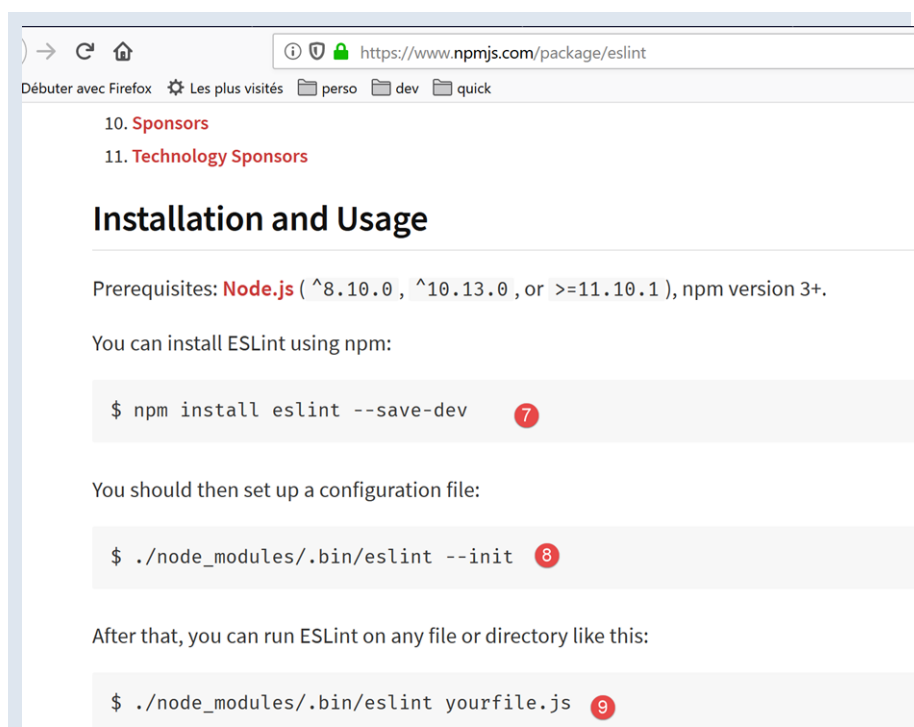 https://www.npmjs.com/package/eslint
Débuter avec Firefox Les plus visités perso dev quick
10. Sponsors
11. Technology Sponsors
Installation and Usage
Prerequisites: Node.js ( ^8.10.0 , ^10.13.0 , or >=11.10.1 ), npm version 3+.
You can install ESLint using npm:
$ npm install eslint --save-dev 7
You should then set up a configuration file:
$ ./node_modules/.bin/eslint --init 8
After that, you can run ESLint on any file or directory like this:
$ ./node_modules/.bin/eslint yourfile.js 9